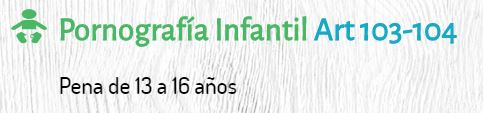 Pornografía Infantil Art 103-104
Pena de 13 a 16 años